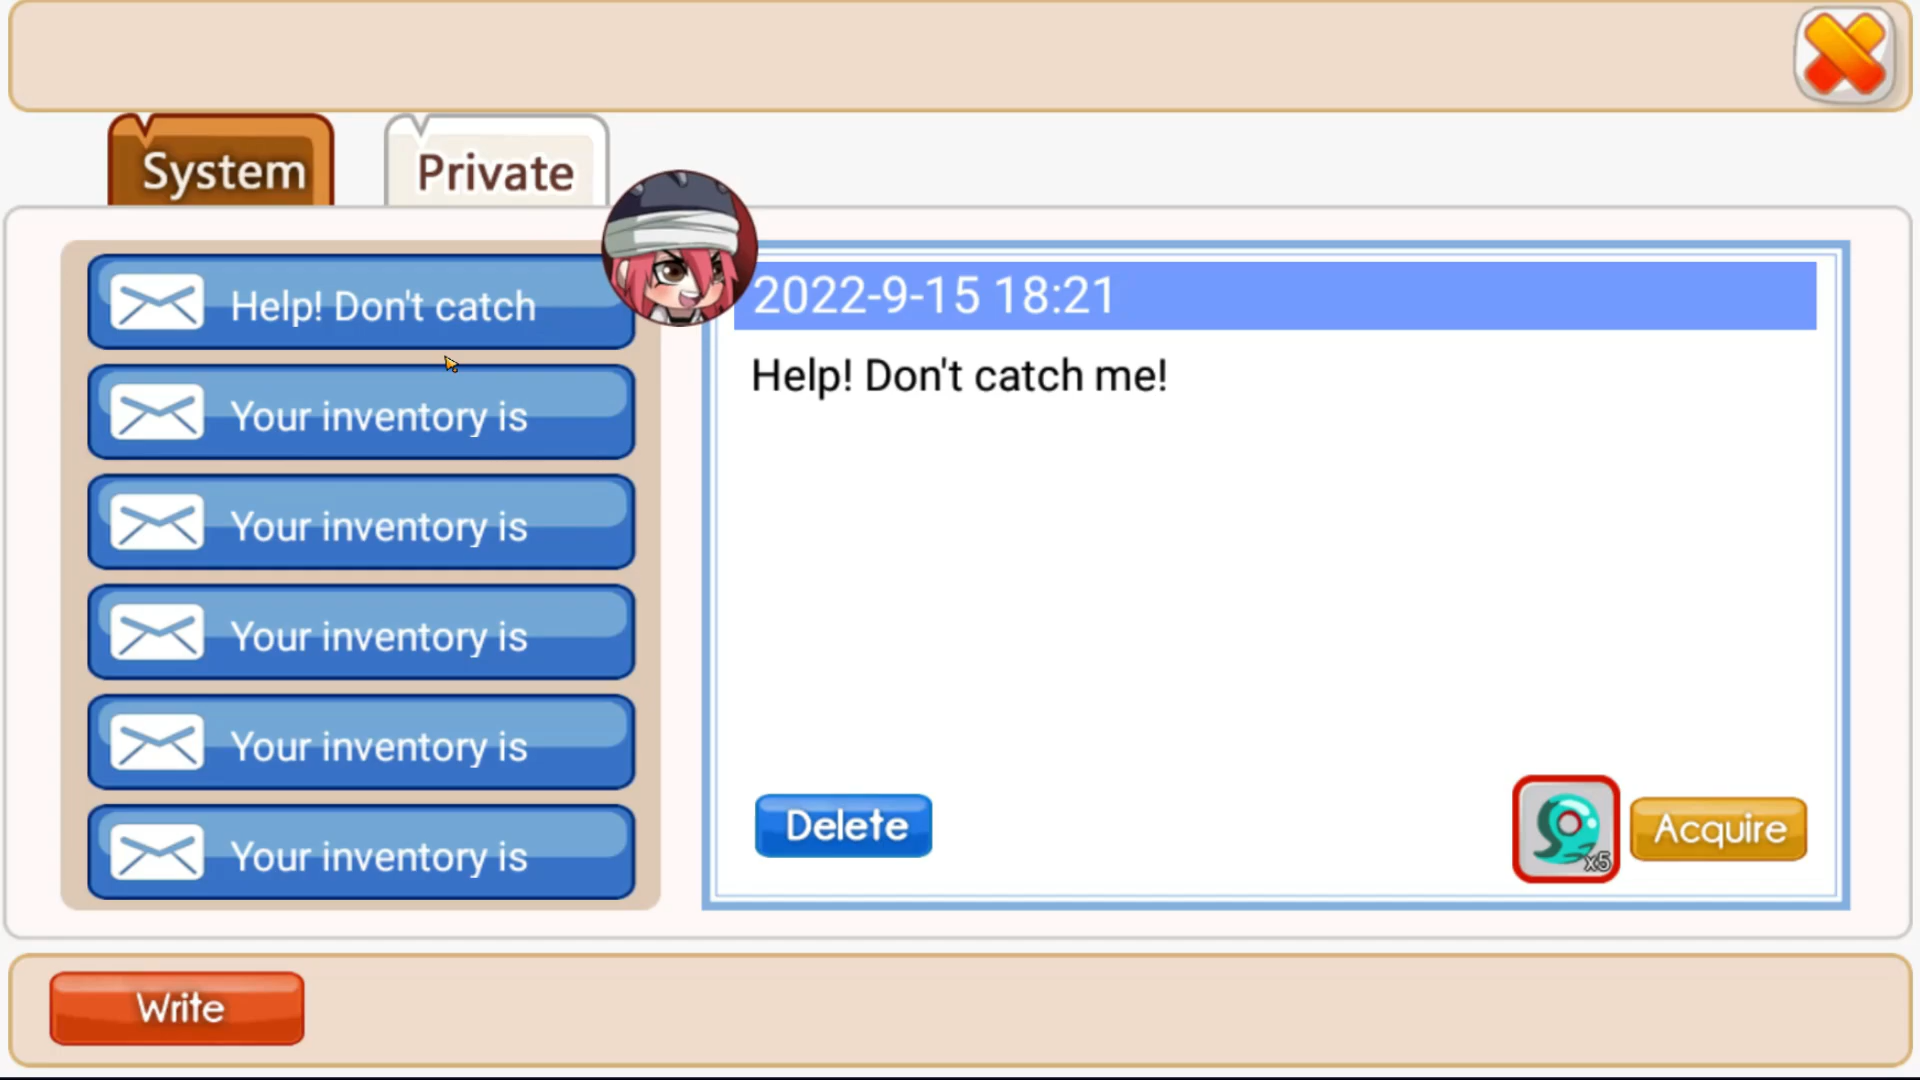 System
Private
Help! Don't catch
Your inventory is
Your inventory is
Your inventory is
Your inventory is
Your inventory is
2022-9-15 18:21
Help! Don't catch me!
Delete
x5
Acquire
Write